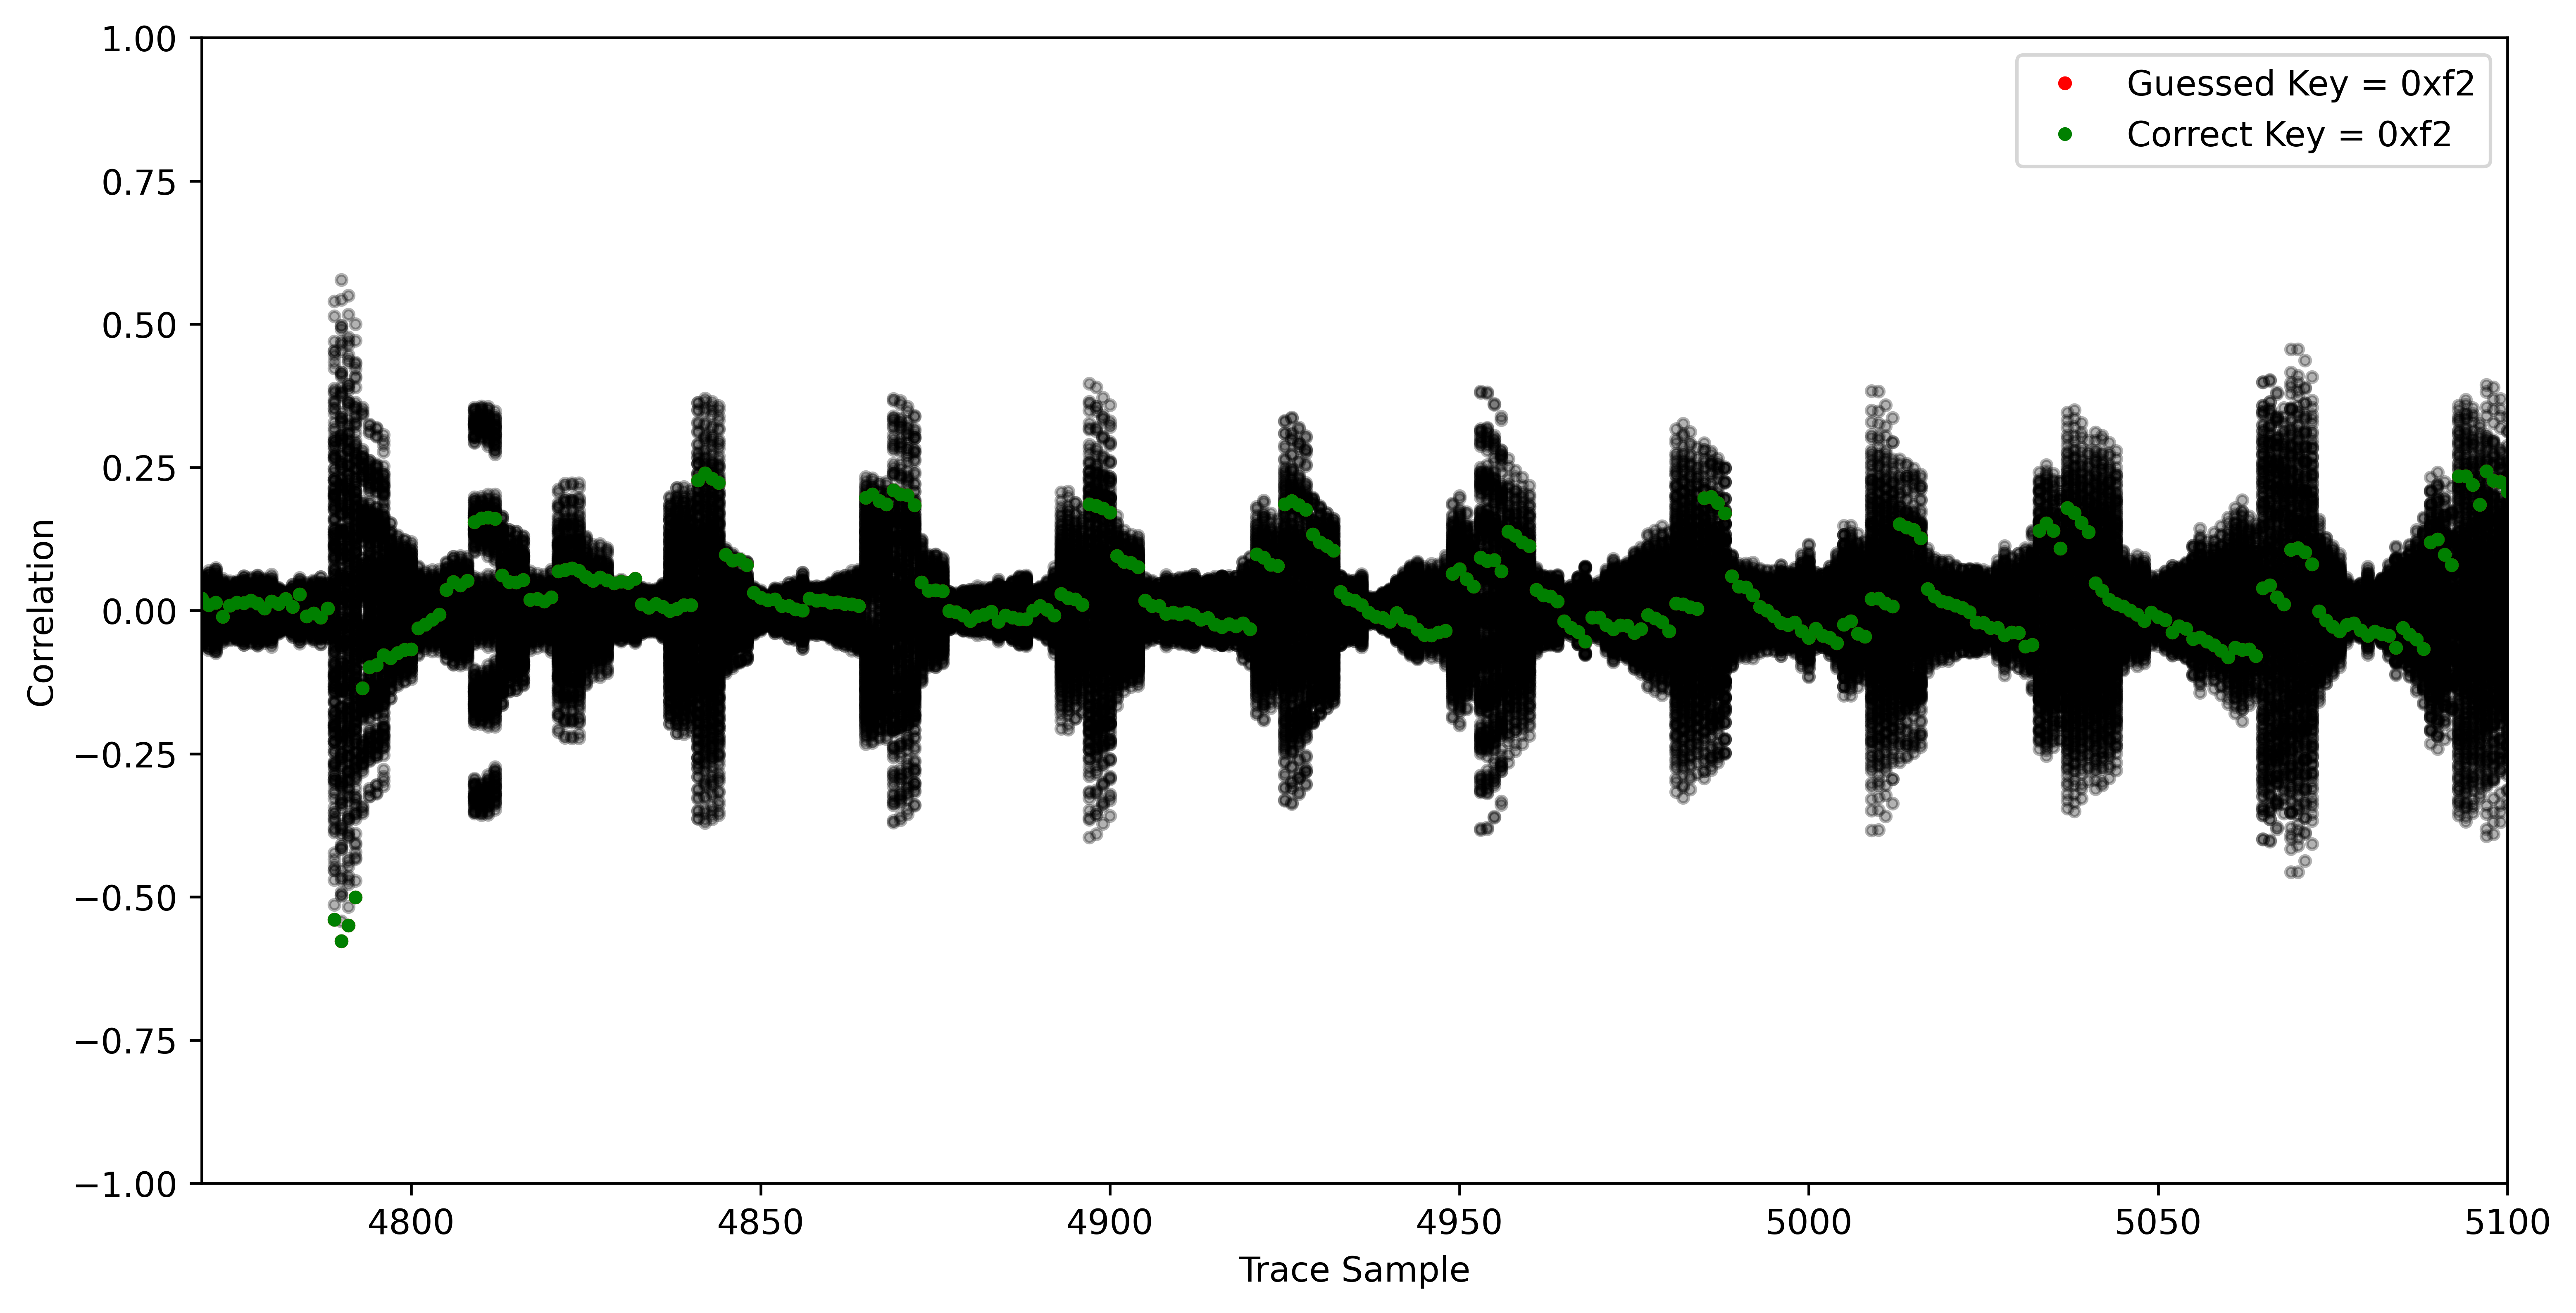 1.00
0.75
0.50
0.25
0.00
−0.25
−0.50
−0.75
−1.00
Correlation
Guessed Key = 0xf2
Correct Key = 0xf2
4800 4850 4900 4950 5000 5050 5100
Trace Sample